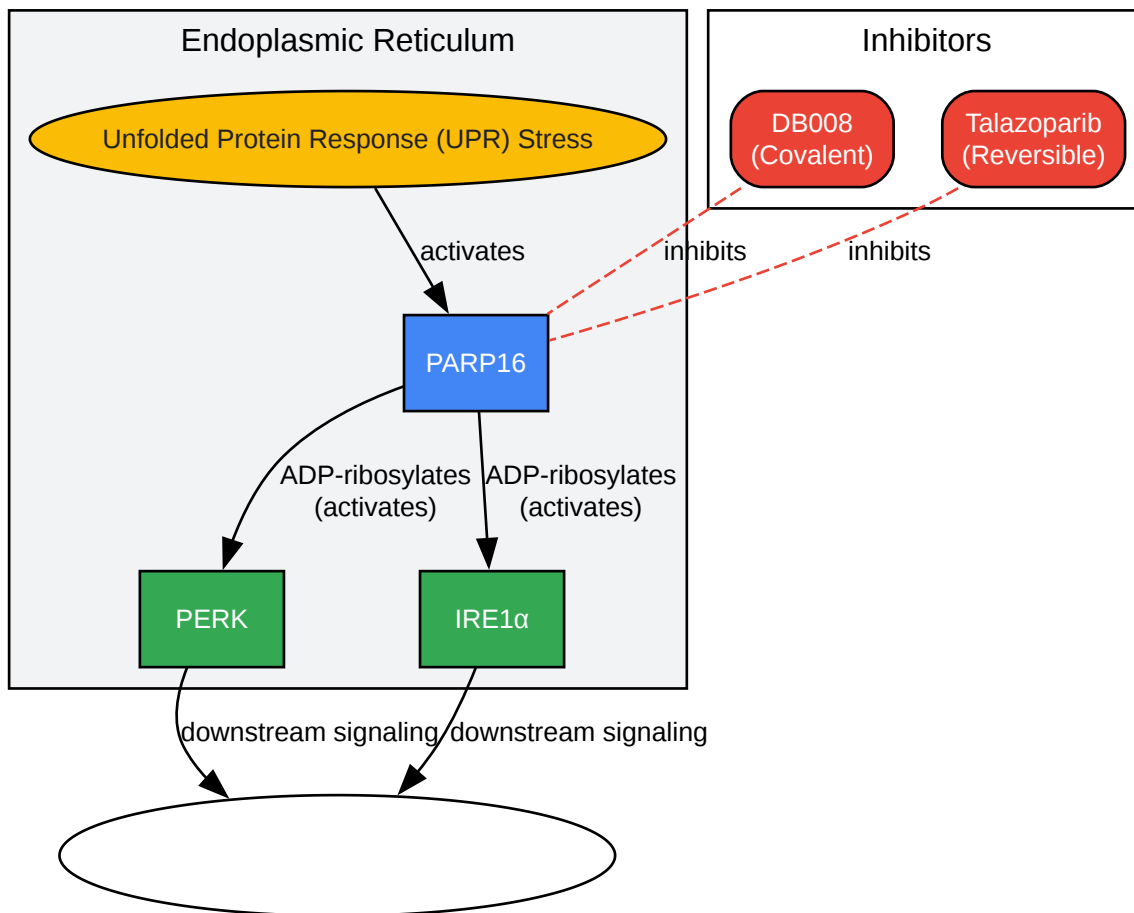 Endoplasmic Reticulum
Inhibitors
Unfolded Protein Response (UPR) Stress
DB008
(Covalent)
Talazoparib
(Reversible)
activates
inhibits
inhibits
PARP16
ADP-ribosylates
(activates)
ADP-ribosylates
(activates)
PERK
IRE1α
downstream signaling
downstream signaling